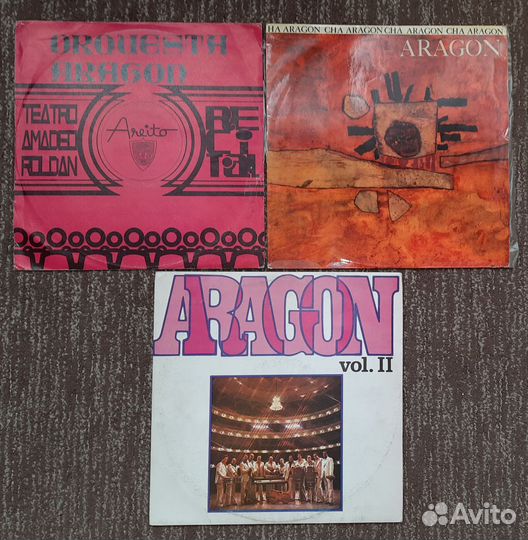 ORQUESTA
ARAGON
TEATRO
AMADEO
ROLDAN
Areito
RECITAL
HA ARAGON CHA ARAGON CHA ARAGON CHA ARAGON
ARAGON
ARAGON
vol. II
Avito